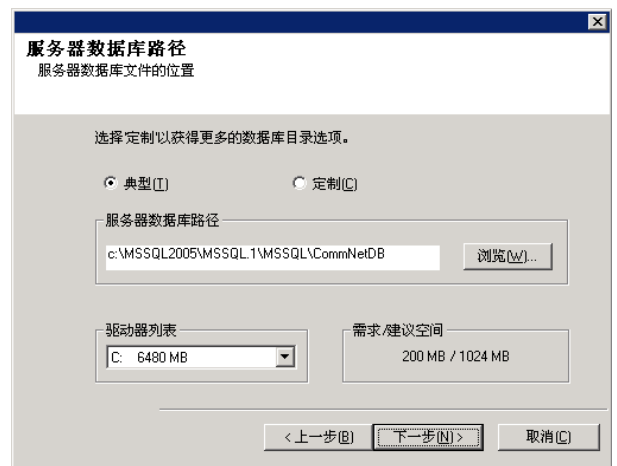 服务器数据库路径
服务器数据库文件的位置
选择'定制'以获得更多的数据库目录选项。
典型(T)
定制(C)
服务器数据库路径
c:\MSSQL2005\MSSQL.1\MSSQL\CommNetDB
浏览(W)...
驱动器列表
C: 6480 MB
需求/建议空间
200 MB / 1024 MB
<上一步(B)
下一步(N)>
取消(C)